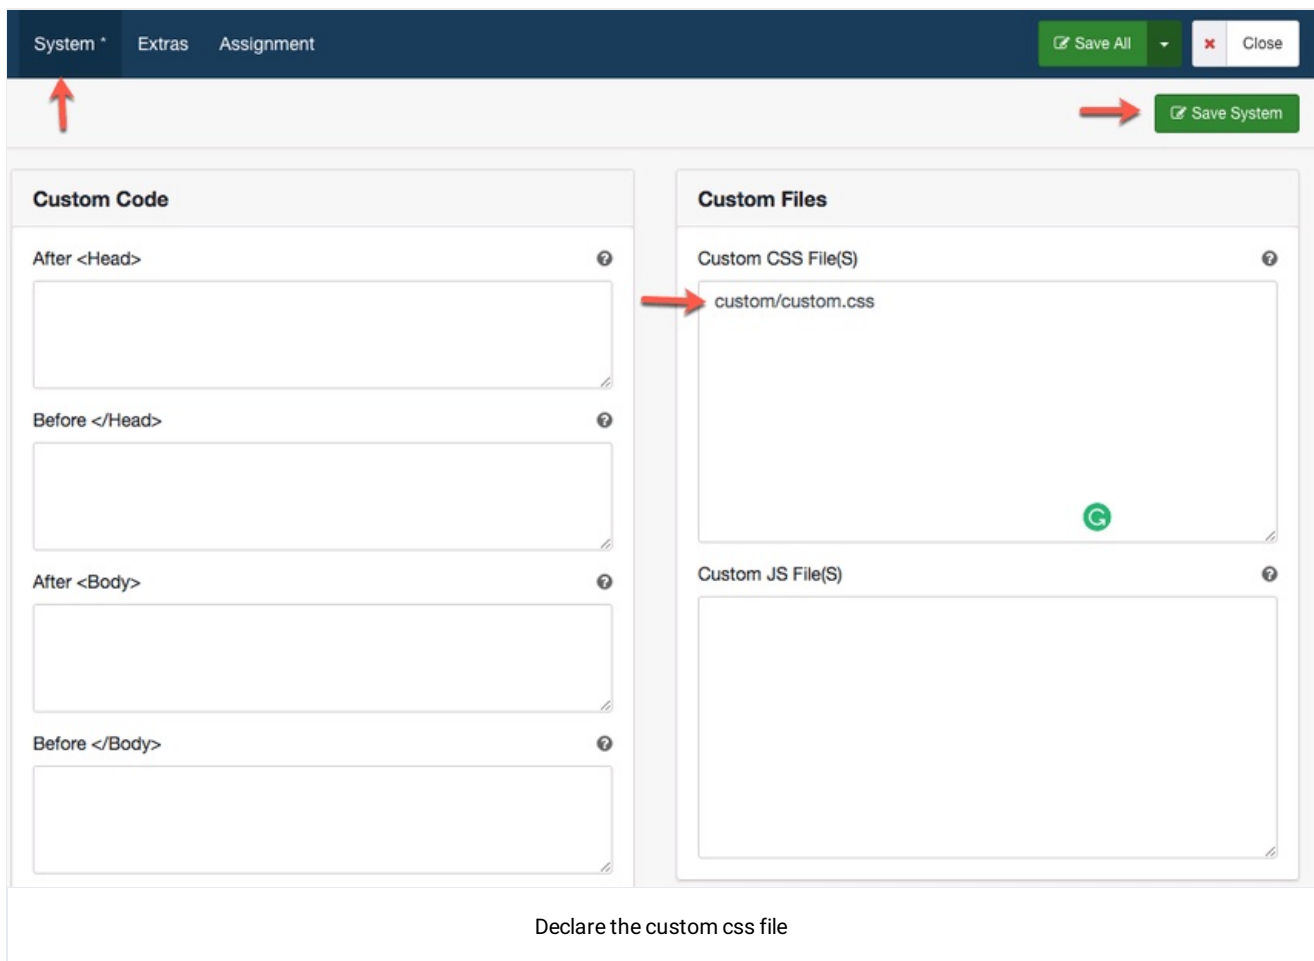 System * Extras Assignment Save All Close
Save System
Custom Code
After <Head>
Before </Head>
After <Body>
Before </Body>
Custom Files
Custom CSS File(S)
custom/custom.css
Custom JS File(S)
Declare the custom css file